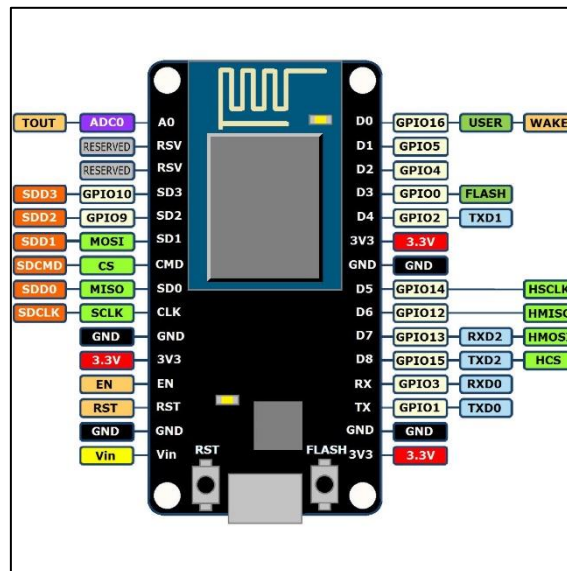 TOUT ADC0 A0 D0 GPIO16 USER WAKE
RESERVED RSV D1 GPIO5
RESERVED RSV D2 GPIO4
SDD3 GPIO10 SD3 D3 GPIO0 FLASH
SDD2 GPIO9 SD2 D4 GPIO2 TXD1
SDD1 MOSI SD1 3V3 3.3V
SDCMD CS CMD GND GND
SDD0 MISO SD0 D5 GPIO14 HSCLK
SDCLK SCLK CLK D6 GPIO12 HMISO
GND GND D7 GPIO13 RXD2 HMOSI
3.3V 3V3 D8 GPIO15 TXD2 HCS
EN EN RX GPIO3 RXD0
RST RST TX GPIO1 TXD0
GND GND GND GND
Vin Vin 3V3 3.3V
RST FLASH